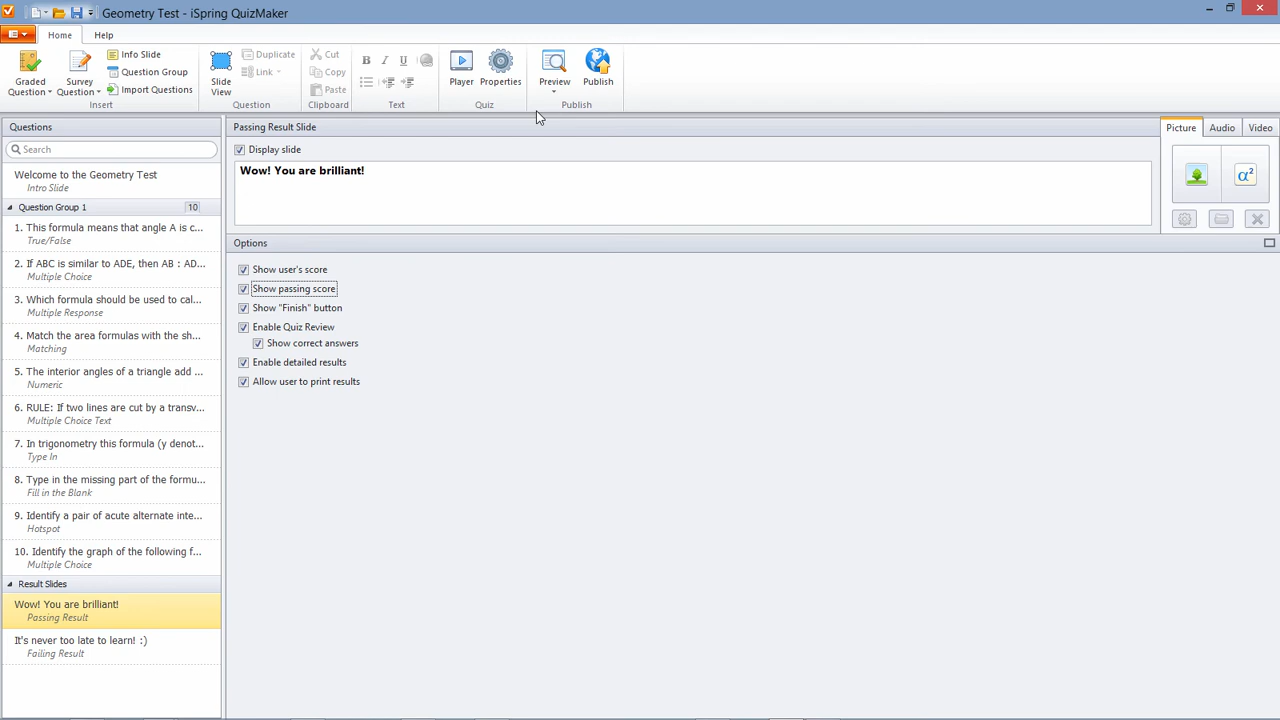 Geometry Test - iSpring QuizMaker
Home Help
Graded Question
Survey Question
Info Slide
Question Group
Import Questions
Insert
Slide View
Duplicate
Link
Question
Cut
Copy
Paste
Clipboard
B I U
Text
Player
Properties
Quiz
Preview
Publish
Publish
Questions
Search
Welcome to the Geometry Test
Intro Slide
Question Group 1 10
1. This formula means that angle A is c...
True/False
2. If ABC is similar to ADE, then AB : AD...
Multiple Choice
3. Which formula should be used to cal...
Multiple Response
4. Match the area formulas with the sh...
Matching
5. The interior angles of a triangle add ...
Numeric
6. RULE: If two lines are cut by a transv...
Multiple Choice Text
7. In trigonometry this formula (y denot...
Type In
8. Type in the missing part of the formu...
Fill in the Blank
9. Identify a pair of acute alternate inte...
Hotspot
10. Identify the graph of the following f...
Multiple Choice
Result Slides
Wow! You are brilliant!
Passing Result
It's never too late to learn! :)
Failing Result
Passing Result Slide
Display slide
Wow! You are brilliant!
Options
Show user's score
Show passing score
Show "Finish" button
Enable Quiz Review
Show correct answers
Enable detailed results
Allow user to print results
Picture Audio Video
α²